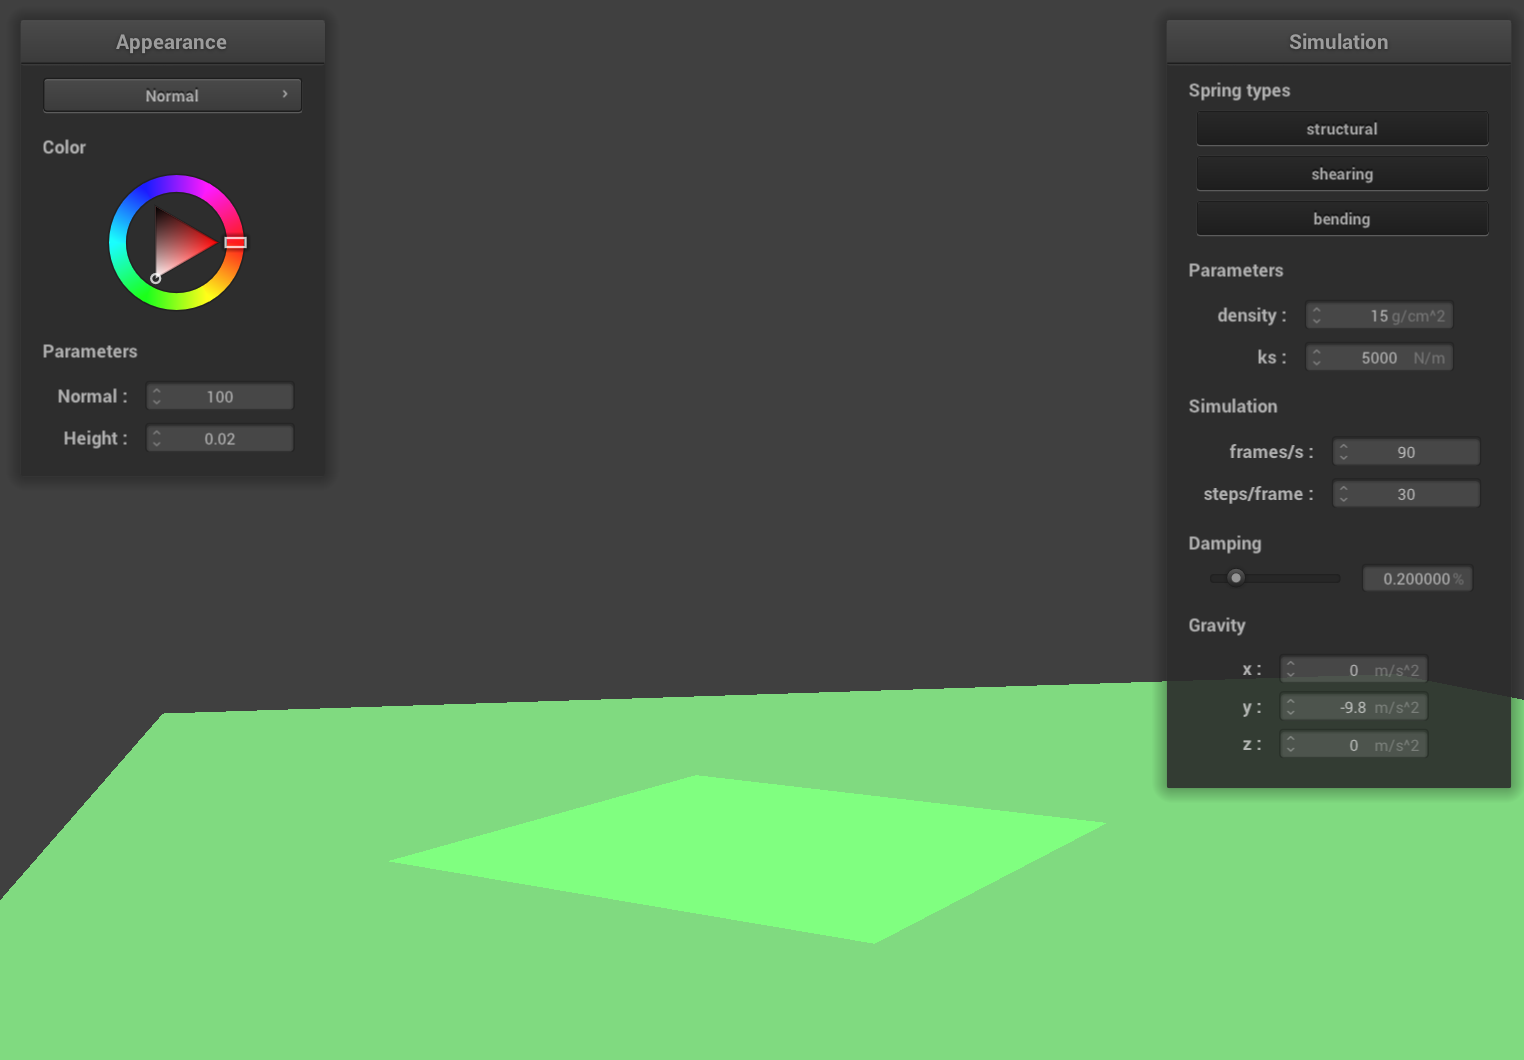 Appearance
Normal
Color
Parameters
Normal : 100
Height : 0.02
Simulation
Spring types
structural
shearing
bending
Parameters
density : 15 g/cm^2
ks : 5000 N/m
Simulation
frames/s : 90
steps/frame : 30
Damping
0.200000 %
Gravity
x : 0 m/s^2
y : -9.8 m/s^2
z : 0 m/s^2